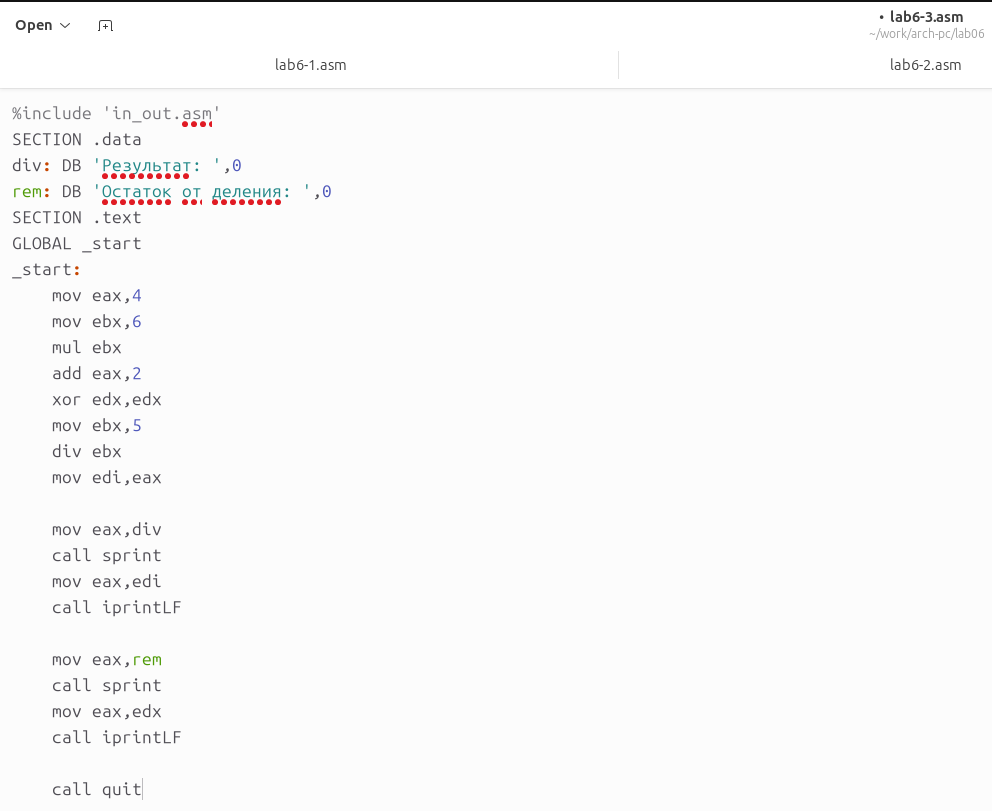 Open
• lab6-3.asm
~/work/arch-pc/lab06
lab6-1.asm
lab6-2.asm
%include 'in_out.asm'
SECTION .data
div: DB 'Результат: ',0
rem: DB 'Остаток от деления: ',0
SECTION .text
GLOBAL _start
_start:
    mov eax,4
    mov ebx,6
    mul ebx
    add eax,2
    xor edx,edx
    mov ebx,5
    div ebx
    mov edi,eax

    mov eax,div
    call sprint
    mov eax,edi
    call iprintLF

    mov eax,rem
    call sprint
    mov eax,edx
    call iprintLF

    call quit